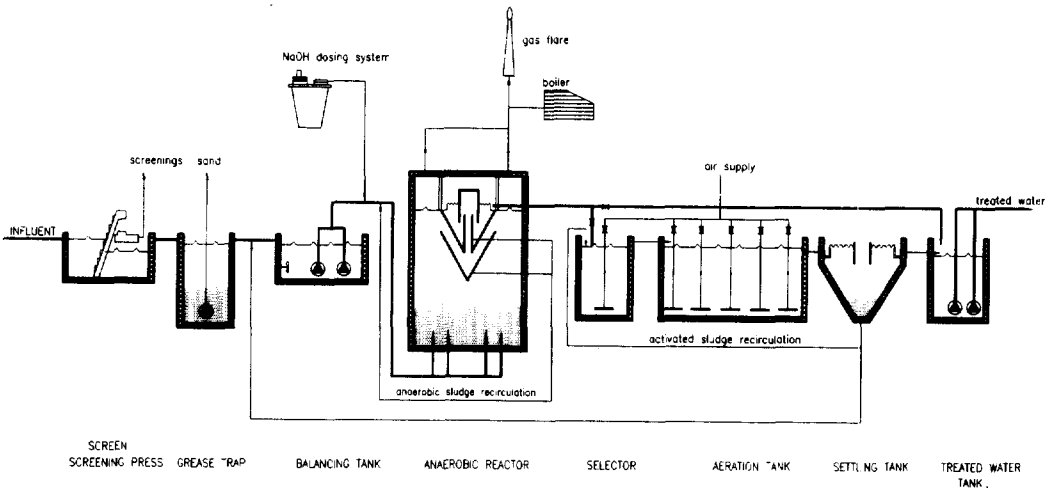 gas flare
NaOH dosing system
boiler
screenings sand
air supply
treated water
INFLUENT
activated sludge recirculation
anaerobic sludge recirculation
SCREEN
SCREENING PRESS
GREASE TRAP
BALANCING TANK
ANAEROBIC REACTOR
SELECTOR
AERATION TANK
SETTLING TANK
TREATED WATER
TANK.